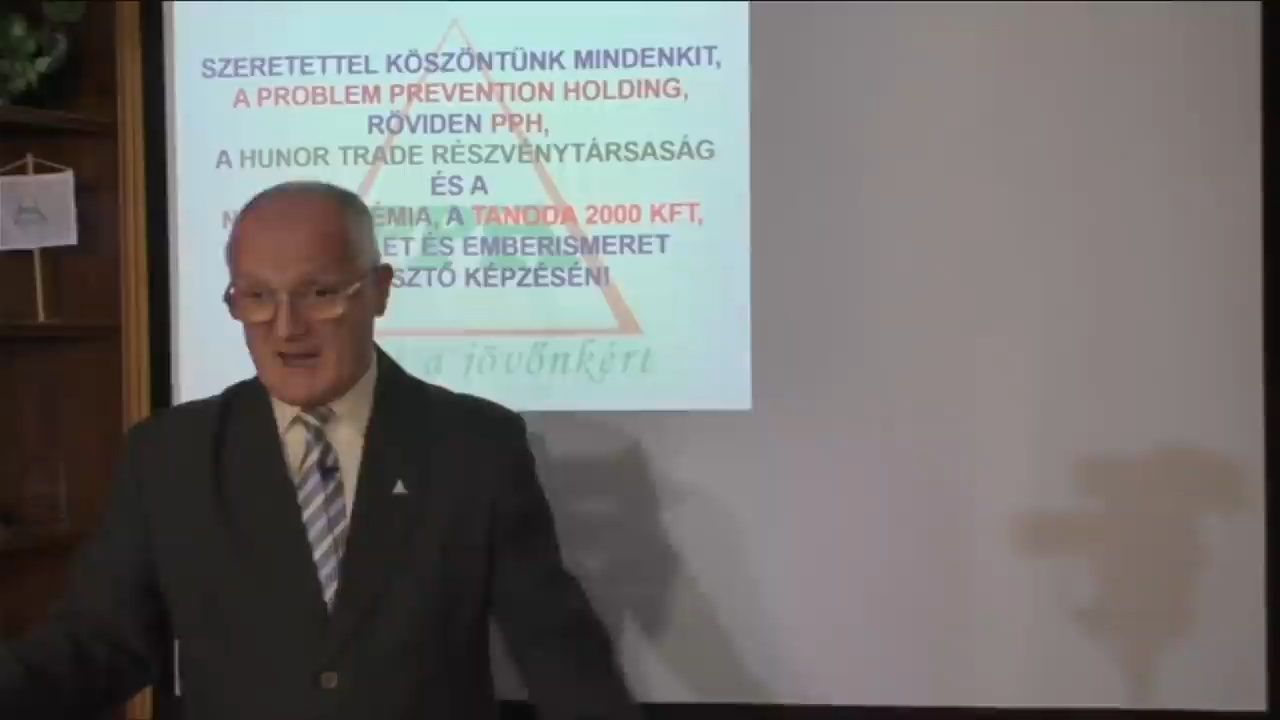 SZERETETTEL KÖSZÖNTÜNK MINDENKIT,
A PROBLEM PREVENTION HOLDING,
RÖVIDEN PPH,
A HUNOR TRADE RÉSZVÉNYTÁRSASÁG
ÉS A
A TANODA 2000 KFT,
ÉS EMBERISMERET
KÉPZÉSÉN!
a jövőnkért